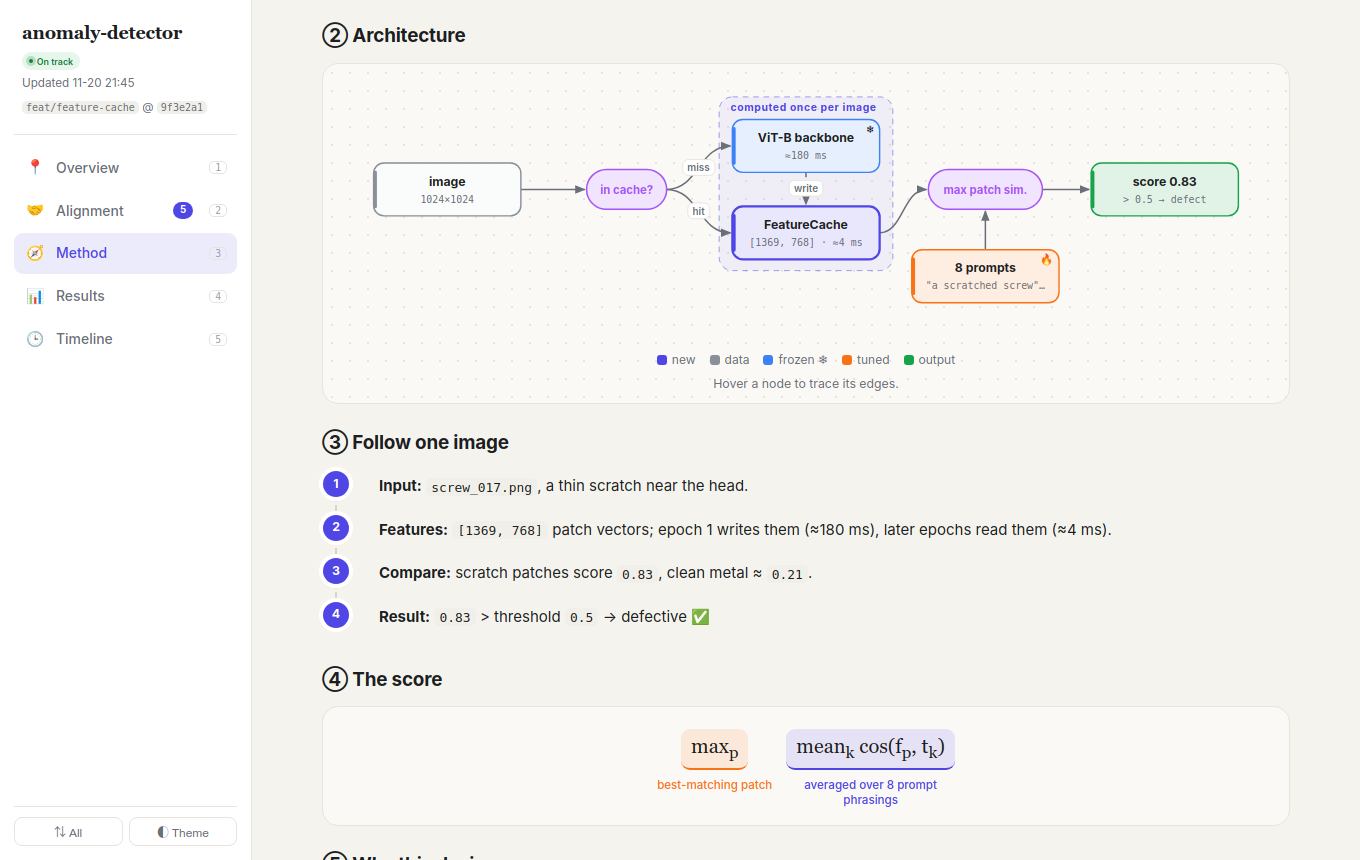 anomaly-detector
On track
Updated 11-20 21:45
feat/feature-cache @ 9f3e2a1
Overview 1
Alignment 5 2
Method 3
Results 4
Timeline 5
All
Theme
② Architecture
computed once per image
ViT-B backbone
≈180 ms
miss
image
1024×1024
in cache?
write
hit
FeatureCache
[1369, 768] · ≈4 ms
max patch sim.
score 0.83
> 0.5 → defect
8 prompts
"a scratched screw"…
new data frozen ❄ tuned output
Hover a node to trace its edges.
③ Follow one image
1 Input: screw_017.png, a thin scratch near the head.
2 Features: [1369, 768] patch vectors; epoch 1 writes them (≈180 ms), later epochs read them (≈4 ms).
3 Compare: scratch patches score 0.83, clean metal ≈ 0.21.
4 Result: 0.83 > threshold 0.5 → defective ✅
④ The score
maxp meank cos(fp, tk)
best-matching patch
averaged over 8 prompt
phrasings